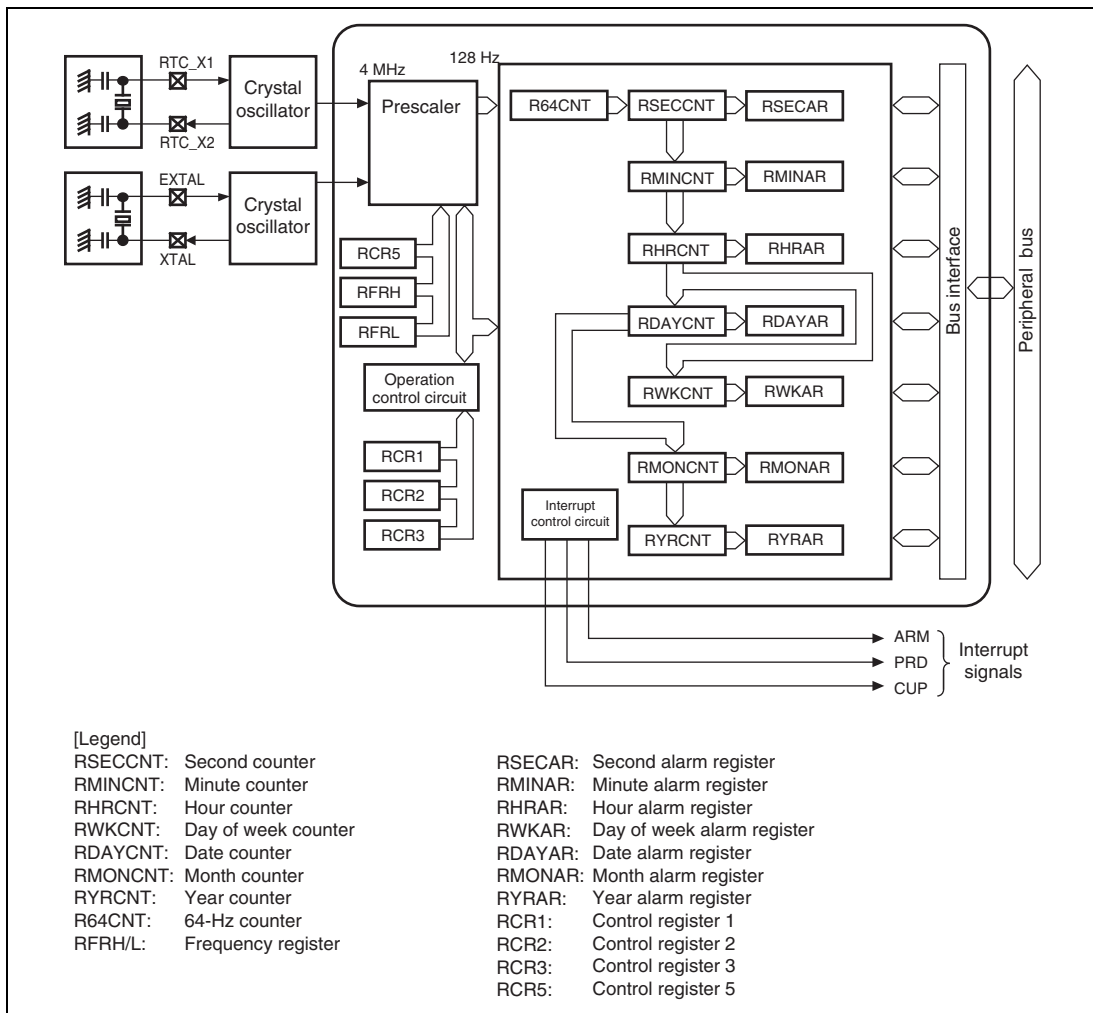 RTC_X1
RTC_X2
Crystal
oscillator
EXTAL
XTAL
Crystal
oscillator
4 MHz
128 Hz
Prescaler
RCR5
RFRH
RFRL
Operation
control circuit
RCR1
RCR2
RCR3
R64CNT
RSECCNT
RSECAR
RMINCNT
RMINAR
RHRCNT
RHRAR
RDAYCNT
RDAYAR
RWKCNT
RWKAR
RMONCNT
RMONAR
RYRCNT
RYRAR
Interrupt
control circuit
Bus interface
Peripheral bus
ARM
PRD
CUP
Interrupt
signals
[Legend]
RSECCNT: Second counter
RMINCNT: Minute counter
RHRCNT: Hour counter
RWKCNT: Day of week counter
RDAYCNT: Date counter
RMONCNT: Month counter
RYRCNT: Year counter
R64CNT: 64-Hz counter
RFRH/L: Frequency register
RSECAR: Second alarm register
RMINAR: Minute alarm register
RHRAR: Hour alarm register
RWKAR: Day of week alarm register
RDAYAR: Date alarm register
RMONAR: Month alarm register
RYRAR: Year alarm register
RCR1: Control register 1
RCR2: Control register 2
RCR3: Control register 3
RCR5: Control register 5